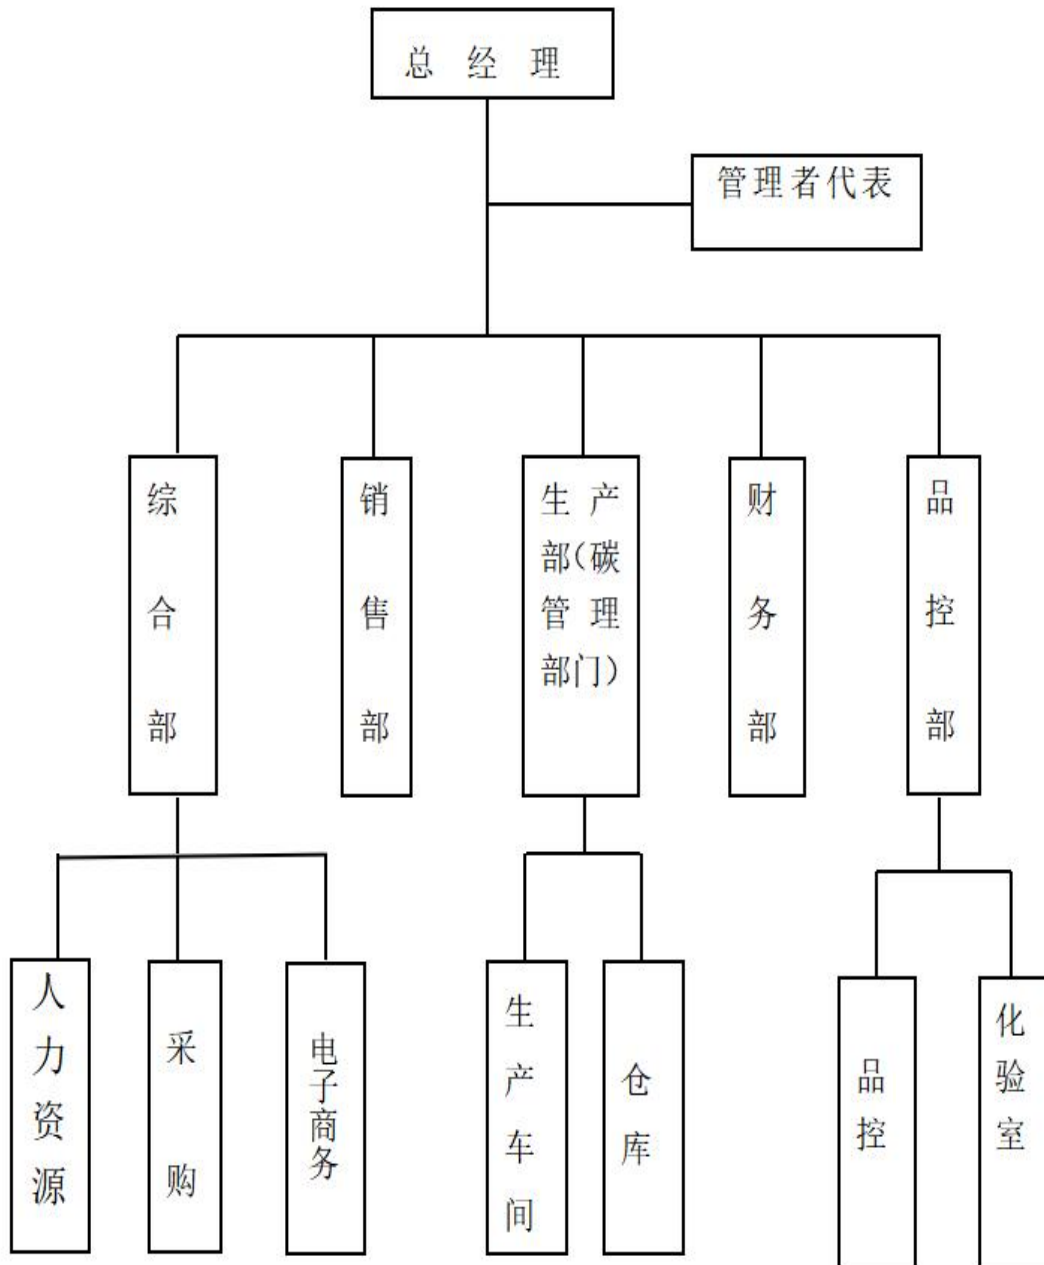 总经理
管理者代表
综合部
销售部
生产
部(碳
管理
部门)
财务部
品控部
人力资源
采购
电子商务
生产车间
仓库
品控
化验室